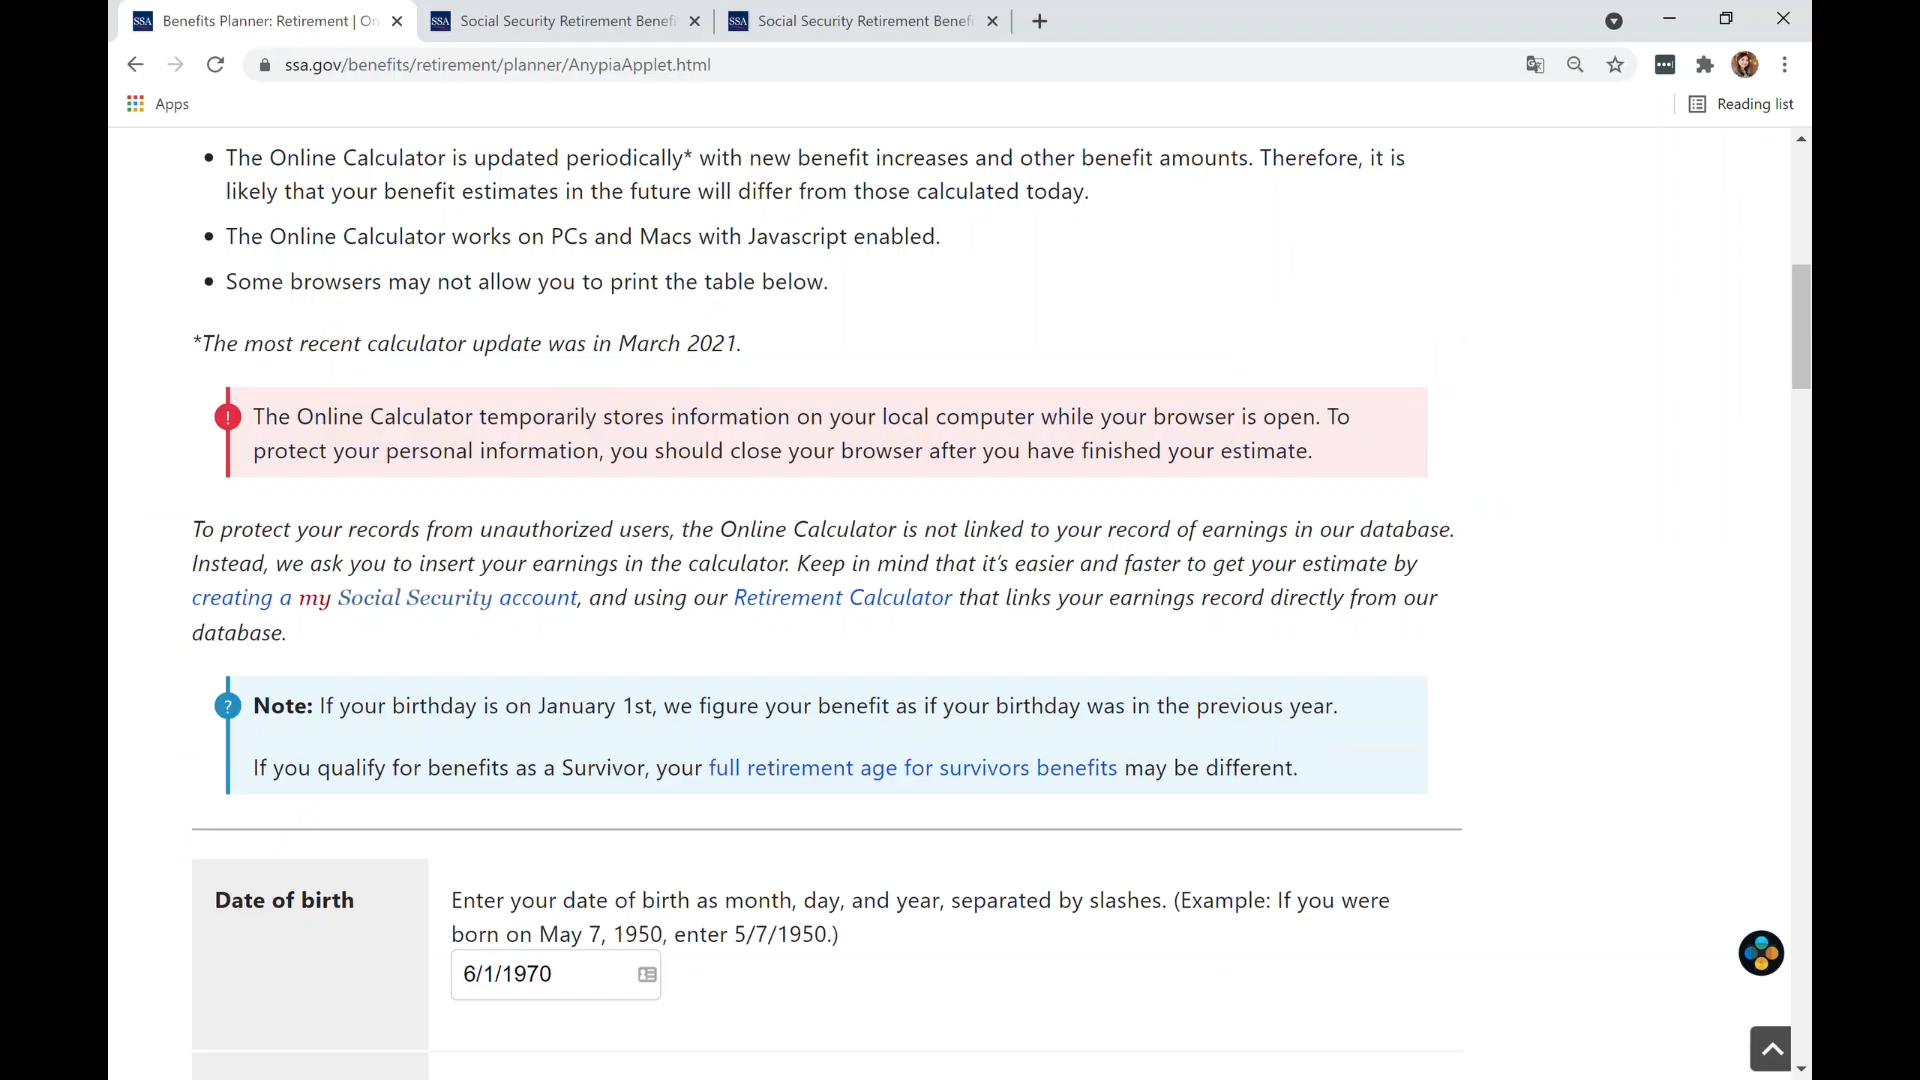 SSA Benefits Planner: Retirement | On SSA Social Security Retirement Benef SSA Social Security Retirement Benef
ssa.gov/benefits/retirement/planner/AnypiaApplet.html
Apps Reading list
• The Online Calculator is updated periodically* with new benefit increases and other benefit amounts. Therefore, it is
likely that your benefit estimates in the future will differ from those calculated today.
• The Online Calculator works on PCs and Macs with Javascript enabled.
• Some browsers may not allow you to print the table below.
*The most recent calculator update was in March 2021.
! The Online Calculator temporarily stores information on your local computer while your browser is open. To
protect your personal information, you should close your browser after you have finished your estimate.
To protect your records from unauthorized users, the Online Calculator is not linked to your record of earnings in our database.
Instead, we ask you to insert your earnings in the calculator. Keep in mind that it's easier and faster to get your estimate by
creating a my Social Security account, and using our Retirement Calculator that links your earnings record directly from our
database.
? Note: If your birthday is on January 1st, we figure your benefit as if your birthday was in the previous year.
If you qualify for benefits as a Survivor, your full retirement age for survivors benefits may be different.
Date of birth
Enter your date of birth as month, day, and year, separated by slashes. (Example: If you were
born on May 7, 1950, enter 5/7/1950.)
6/1/1970